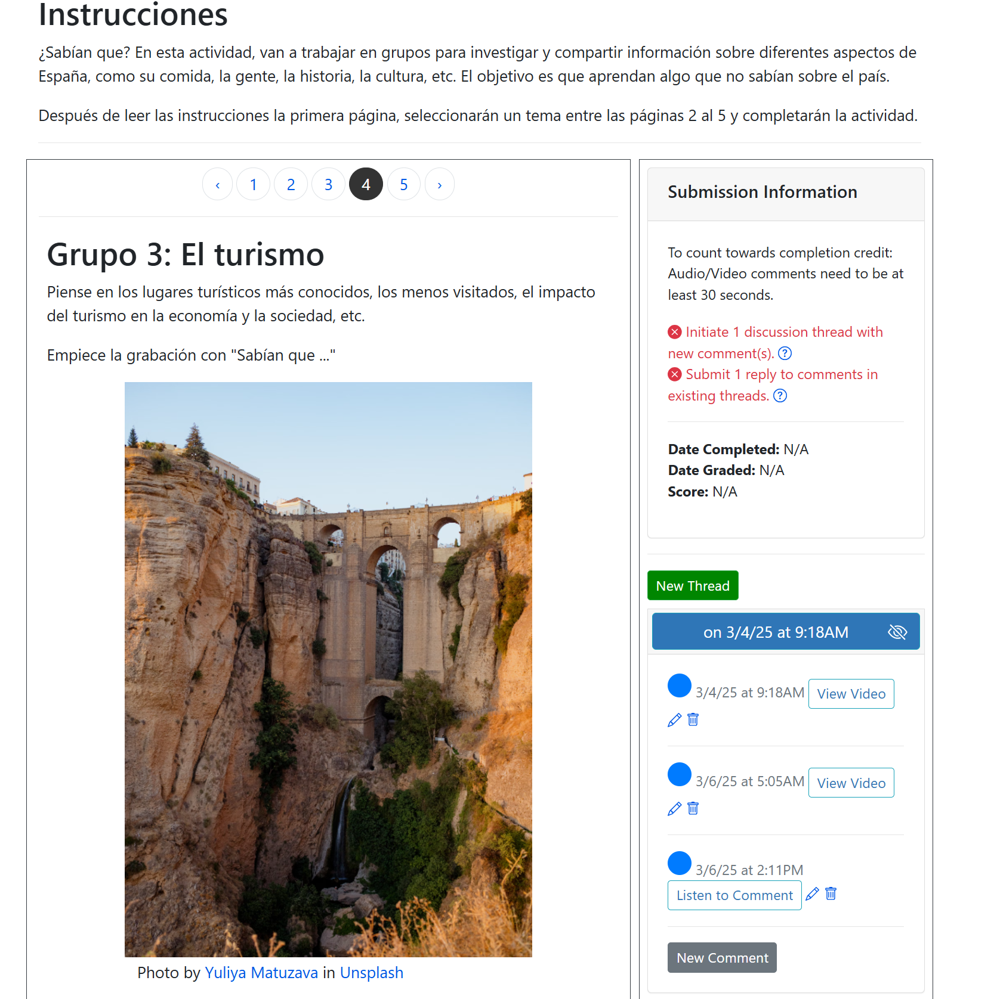 Instrucciones
¿Sabían que? En esta actividad, van a trabajar en grupos para investigar y compartir información sobre diferentes aspectos de
España, como su comida, la gente, la historia, la cultura, etc. El objetivo es que aprendan algo que no sabían sobre el país.
Después de leer las instrucciones la primera página, seleccionarán un tema entre las páginas 2 al 5 y completarán la actividad.
‹ 1 2 3 4 5 ›
Grupo 3: El turismo
Piense en los lugares turísticos más conocidos, los menos visitados, el impacto
del turismo en la economía y la sociedad, etc.
Empiece la grabación con "Sabían que ..."
Photo by Yuliya Matuzava in Unsplash
Submission Information
To count towards completion credit:
Audio/Video comments need to be at
least 30 seconds.
Initiate 1 discussion thread with
new comment(s).
Submit 1 reply to comments in
existing threads.
Date Completed: N/A
Date Graded: N/A
Score: N/A
New Thread
on 3/4/25 at 9:18AM
3/4/25 at 9:18AM View Video
3/6/25 at 5:05AM View Video
3/6/25 at 2:11PM
Listen to Comment
New Comment